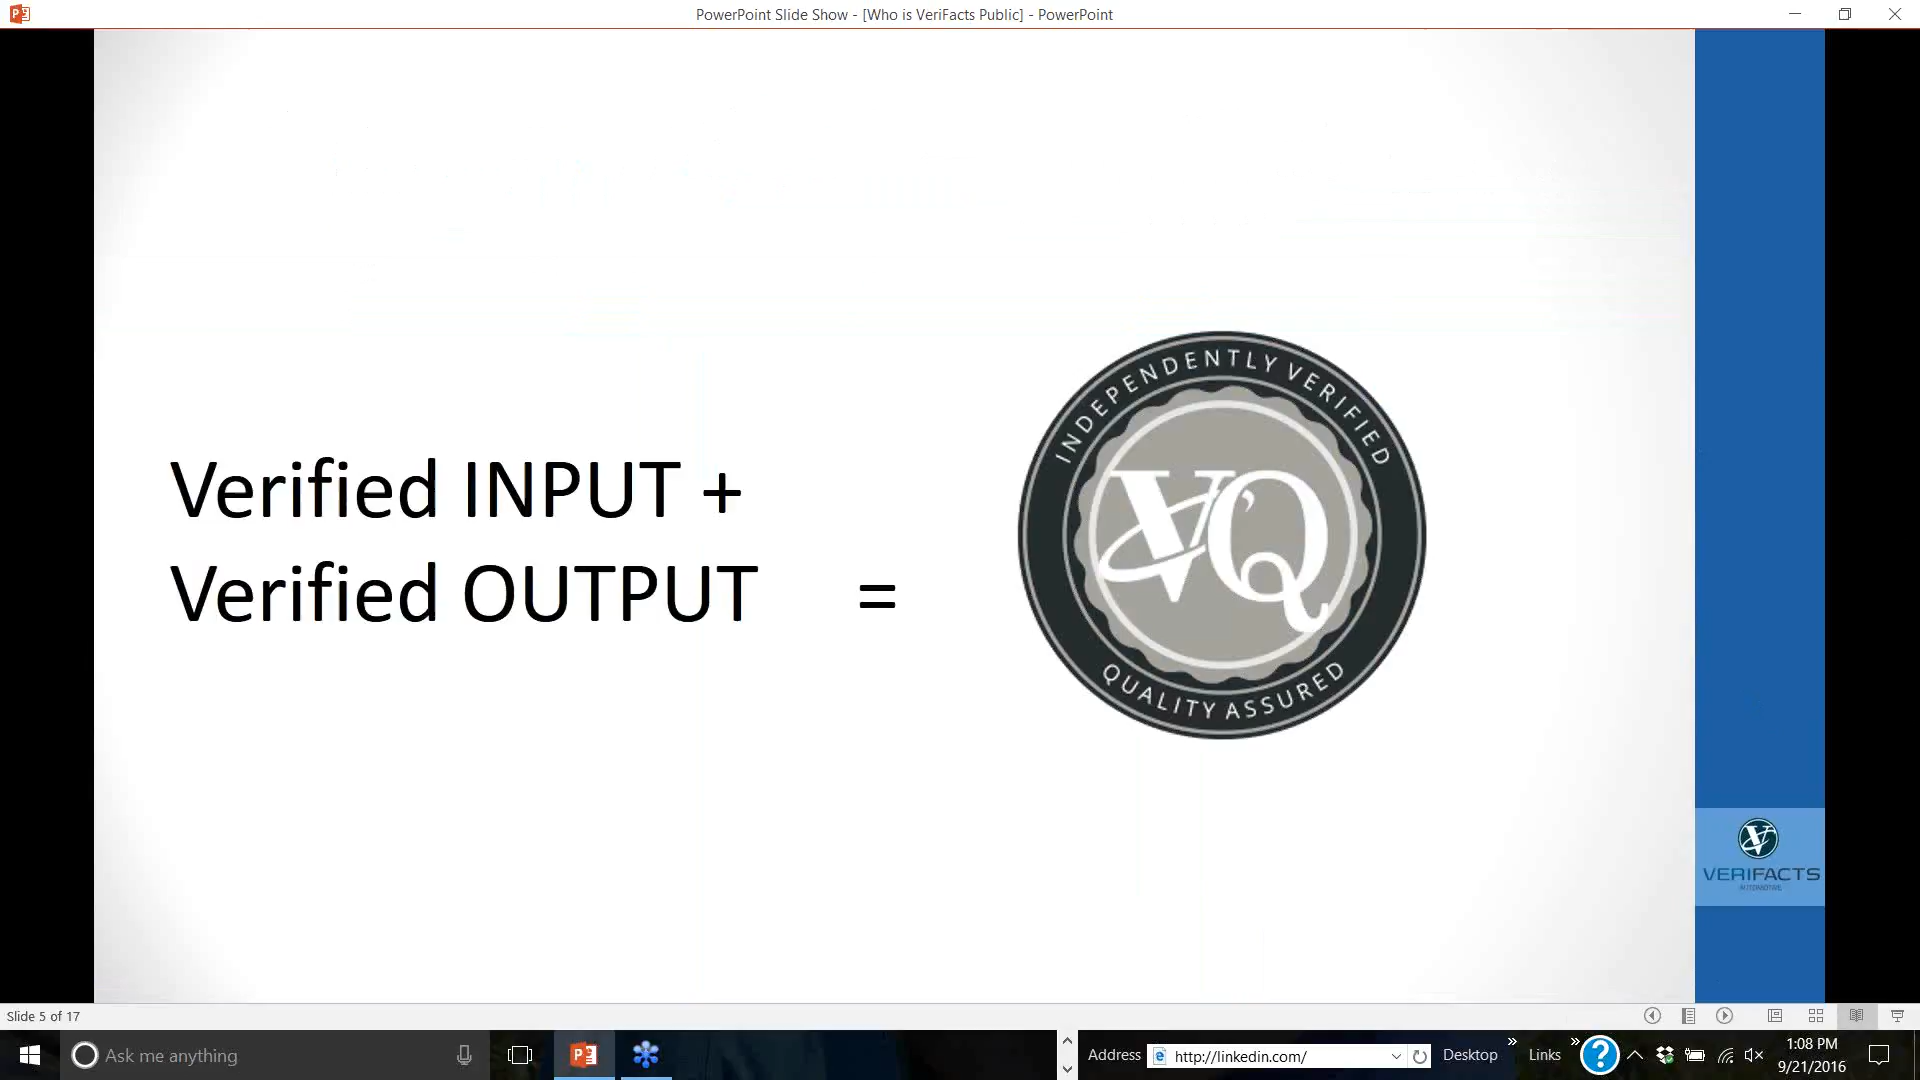 PowerPoint Slide Show - [Who is VeriFacts Public] - PowerPoint
INDEPENDENTLY VERIFIED
VQ
QUALITY ASSURED
Verified INPUT +
Verified OUTPUT =
VERIFACTS
AUTOMOTIVE
Slide 5 of 17
Ask me anything
Address http://linkedin.com/ Desktop » Links »
1:08 PM
9/21/2016